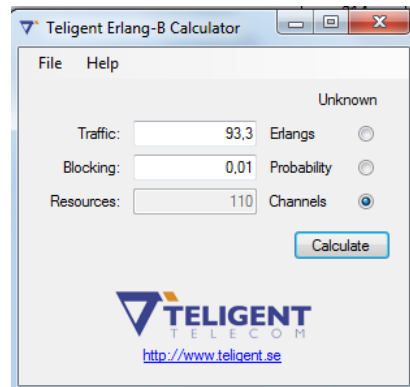 Teligent Erlang-B Calculator
File Help
Unknown
Traffic: 93,3 Erlangs
Blocking: 0,01 Probability
Resources: 110 Channels
Calculate
TELIGENT
TELECOM
http://www.teligent.se